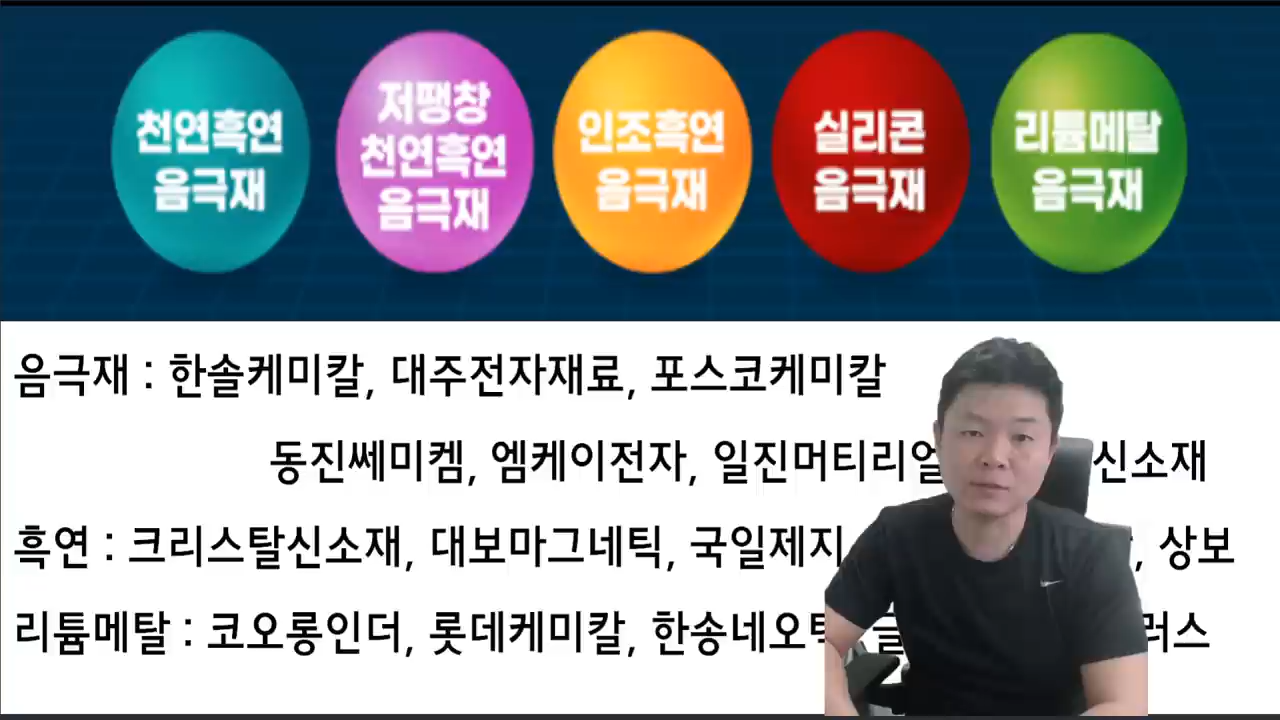 천연흑연
음극재
저팽창
천연흑연
음극재
인조흑연
음극재
실리콘
음극재
리튬메탈
음극재
음극재 : 한솔케미칼, 대주전자재료, 포스코케미칼
동진쎄미켐, 엠케이전자, 일진머티리얼 신소재
흑연 : 크리스탈신소재, 대보마그네틱, 국일제지 , 상보
리튬메탈 : 코오롱인더, 롯데케미칼, 한송네오텍 러스